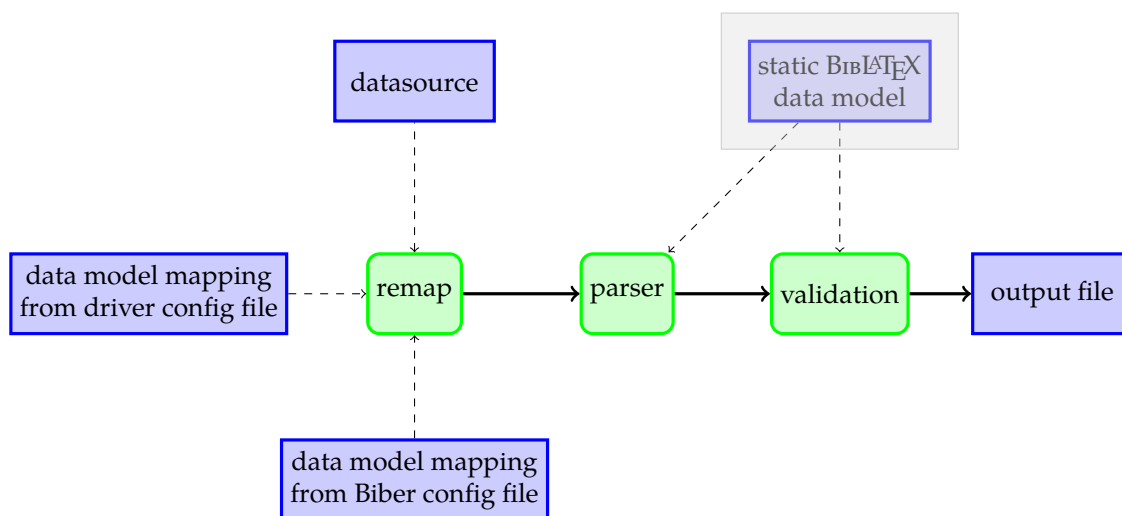 datasource
static BIBLATEX
data model
data model mapping
from driver config file
remap
parser
validation
output file
data model mapping
from Biber config file